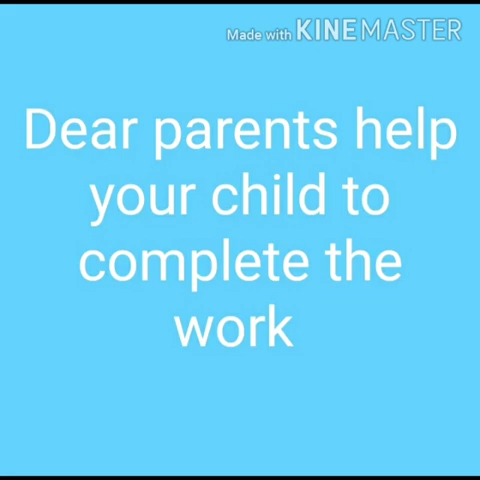 Made with KINEMASTER
Dear parents help
your child to
complete the
work